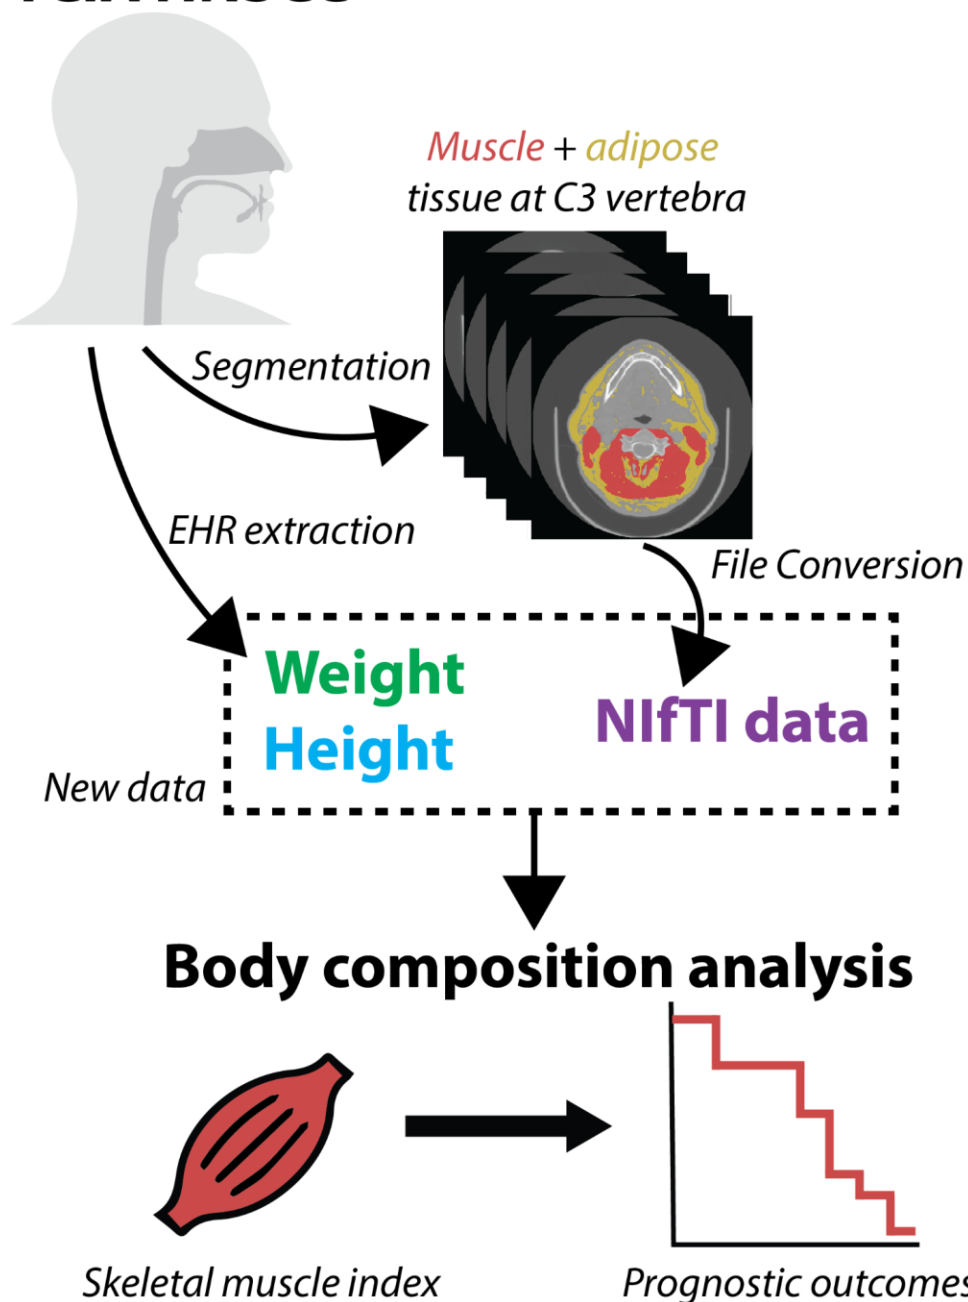 Muscle + adipose
tissue at C3 vertebra
Segmentation
EHR extraction
File Conversion
Weight
Height
NIfTI data
New data
Body composition analysis
Skeletal muscle index
Prognostic outcomes